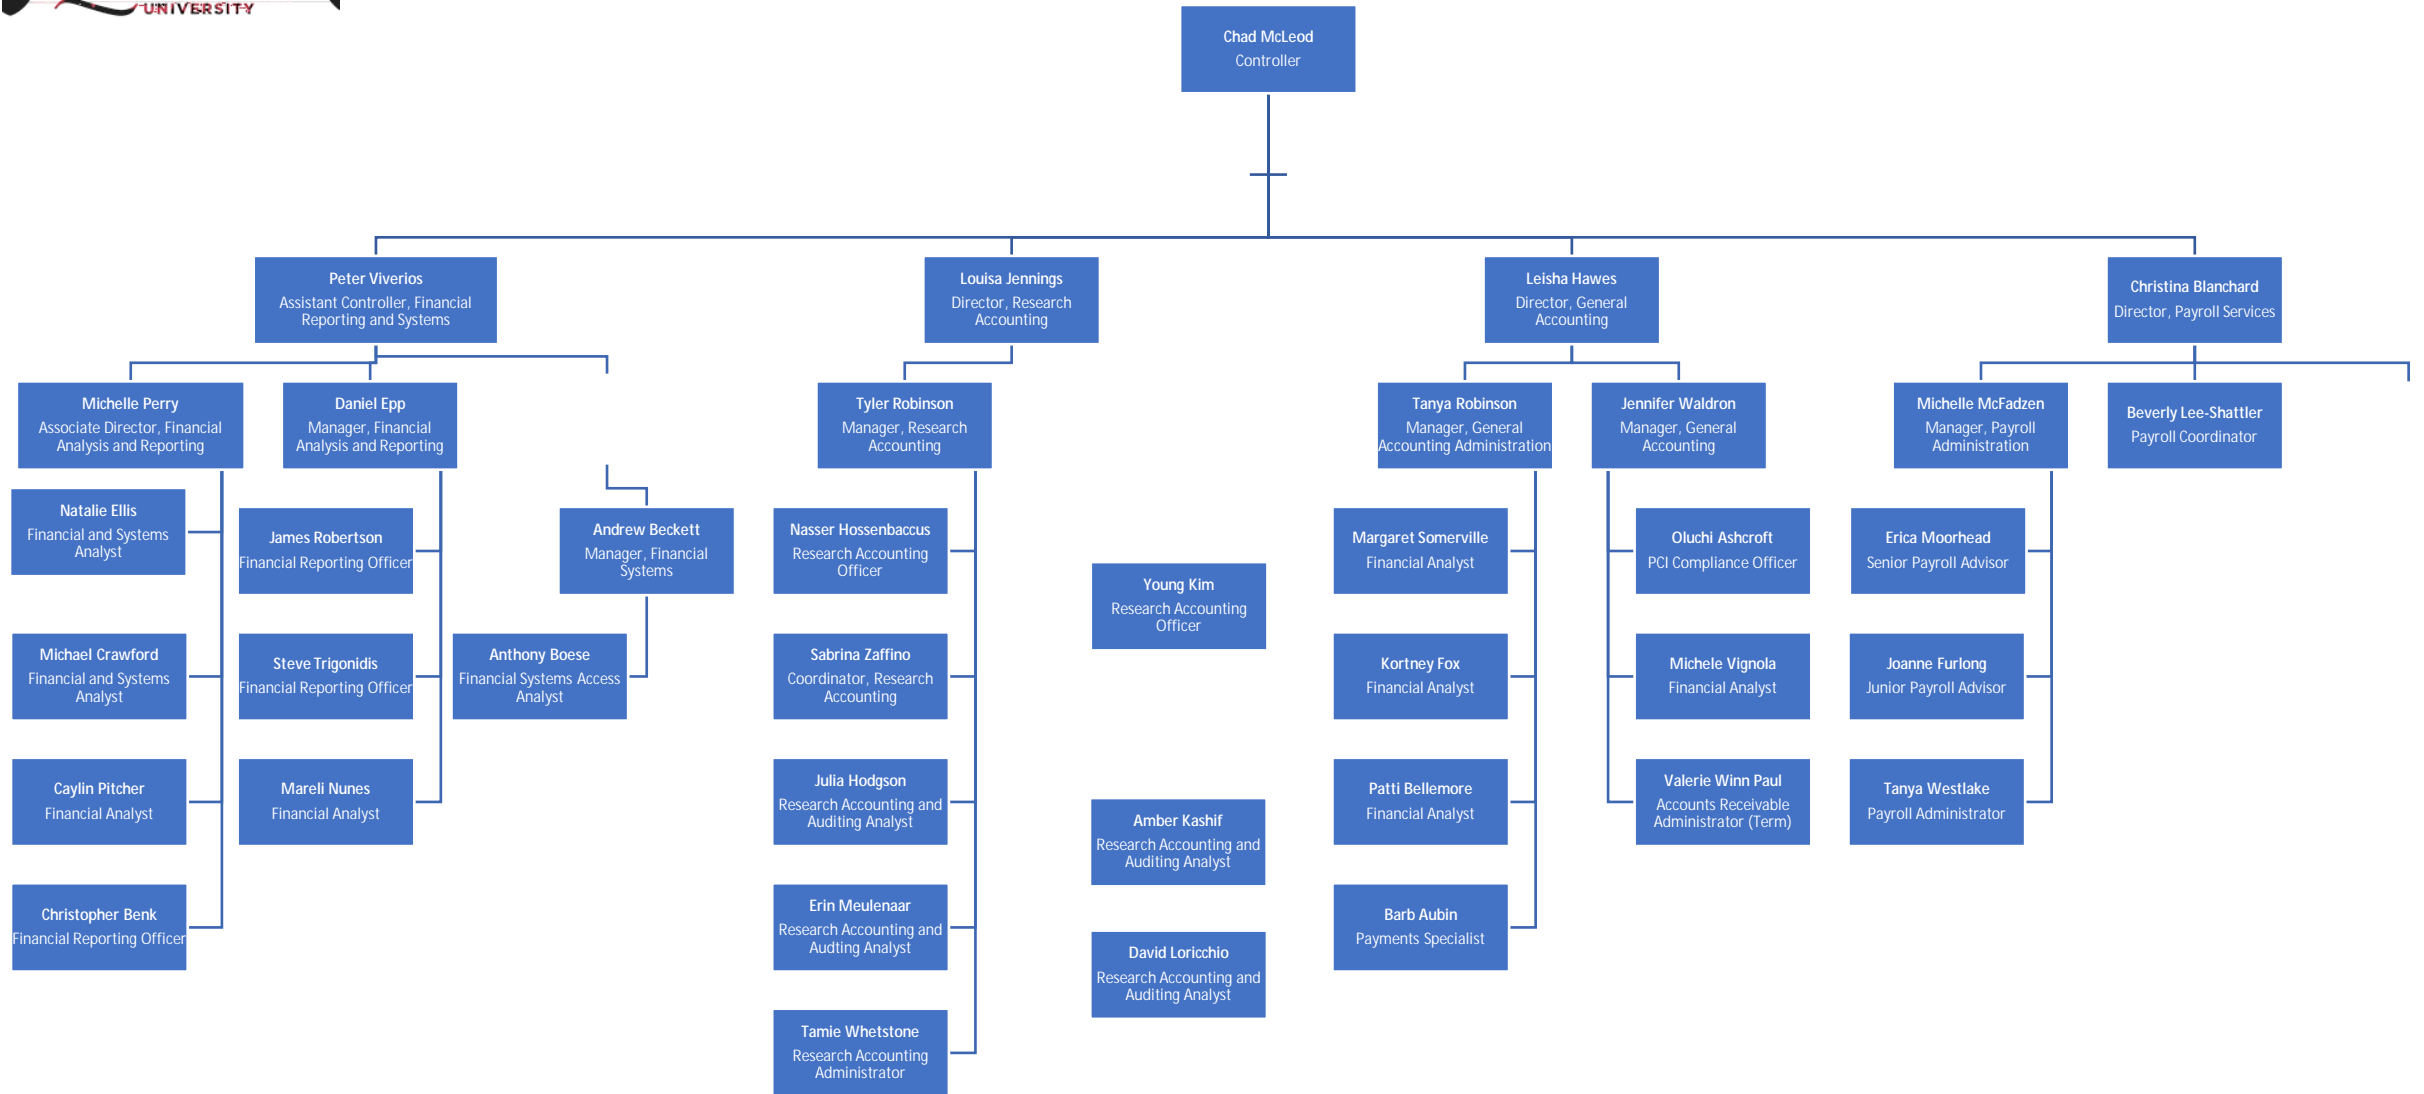 UNIVERSITY
Chad McLeod
Controller
Peter Viverios
Assistant Controller, Financial
Reporting and Systems
Louisa Jennings
Director, Research
Accounting
Leisha Hawes
Director, General
Accounting
Christina Blanchard
Director, Payroll Services
Michelle Perry
Associate Director, Financial
Analysis and Reporting
Daniel Epp
Manager, Financial
Analysis and Reporting
Tyler Robinson
Manager, Research
Accounting
Tanya Robinson
Manager, General
Accounting Administration
Jennifer Waldron
Manager, General
Accounting
Michelle McFadzen
Manager, Payroll
Administration
Beverly Lee-Shattler
Payroll Coordinator
Natalie Ellis
Financial and Systems
Analyst
James Robertson
Financial Reporting Officer
Andrew Beckett
Manager, Financial
Systems
Nasser Hossenbaccus
Research Accounting
Officer
Young Kim
Research Accounting
Officer
Margaret Somerville
Financial Analyst
Oluchi Ashcroft
PCI Compliance Officer
Erica Moorhead
Senior Payroll Advisor
Michael Crawford
Financial and Systems
Analyst
Steve Trigonidis
Financial Reporting Officer
Anthony Boese
Financial Systems Access
Analyst
Sabrina Zaffino
Coordinator, Research
Accounting
Kortney Fox
Financial Analyst
Michele Vignola
Financial Analyst
Joanne Furlong
Junior Payroll Advisor
Caylin Pitcher
Financial Analyst
Mareli Nunes
Financial Analyst
Julia Hodgson
Research Accounting and
Auditing Analyst
Amber Kashif
Research Accounting and
Auditing Analyst
Patti Bellemore
Financial Analyst
Valerie Winn Paul
Accounts Receivable
Administrator (Term)
Tanya Westlake
Payroll Administrator
Christopher Benk
Financial Reporting Officer
Erin Meulenaar
Research Accounting and
Audting Analyst
David Loricchio
Research Accounting and
Auditing Analyst
Barb Aubin
Payments Specialist
Tamie Whetstone
Research Accounting
Administrator